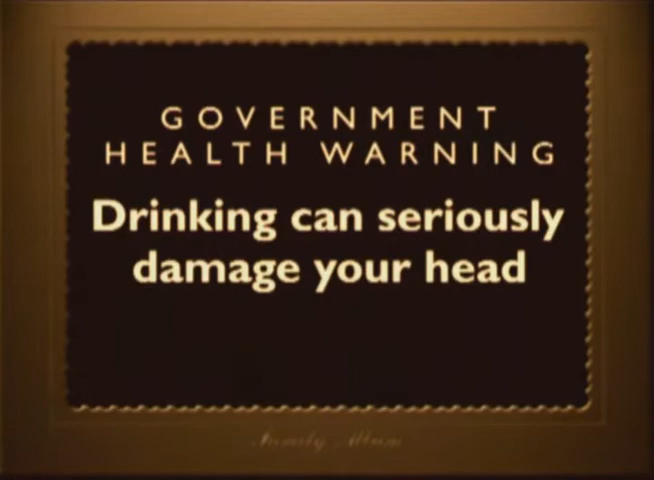 GOVERNMENT
HEALTH WARNING
Drinking can seriously
damage your head